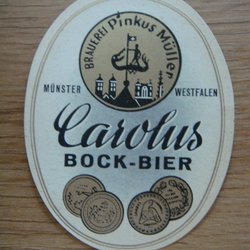 BRAUEREI Pinkus Müller
MÜNSTER WESTFALEN
Carolus
BOCK-BIER